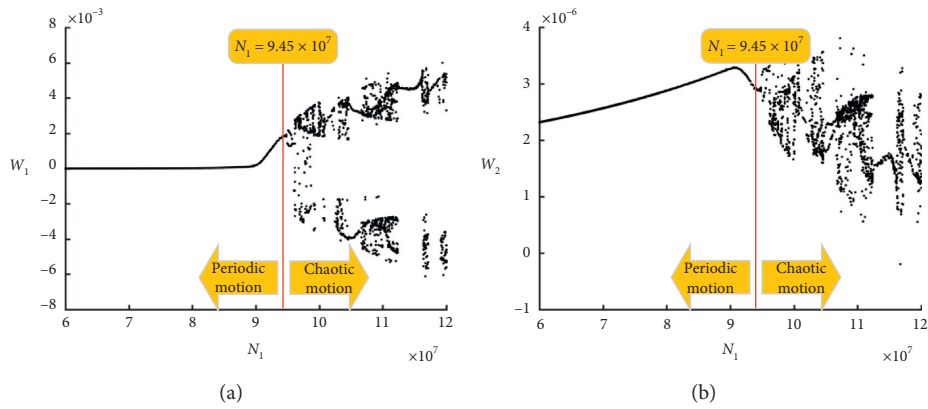 ×10⁻³
8
N₁ = 9.45 × 10⁷
6
4
2
W₁
0
−2
−4
Periodic motion
Chaotic motion
−6
−8
6
7
8
9
10
11
12
N₁
×10⁷
(a)
×10⁻⁶
4
N₁ = 9.45 × 10⁷
3
2
W₂
1
0
Periodic motion
Chaotic motion
−1
6
7
8
9
10
11
12
N₁
×10⁷
(b)